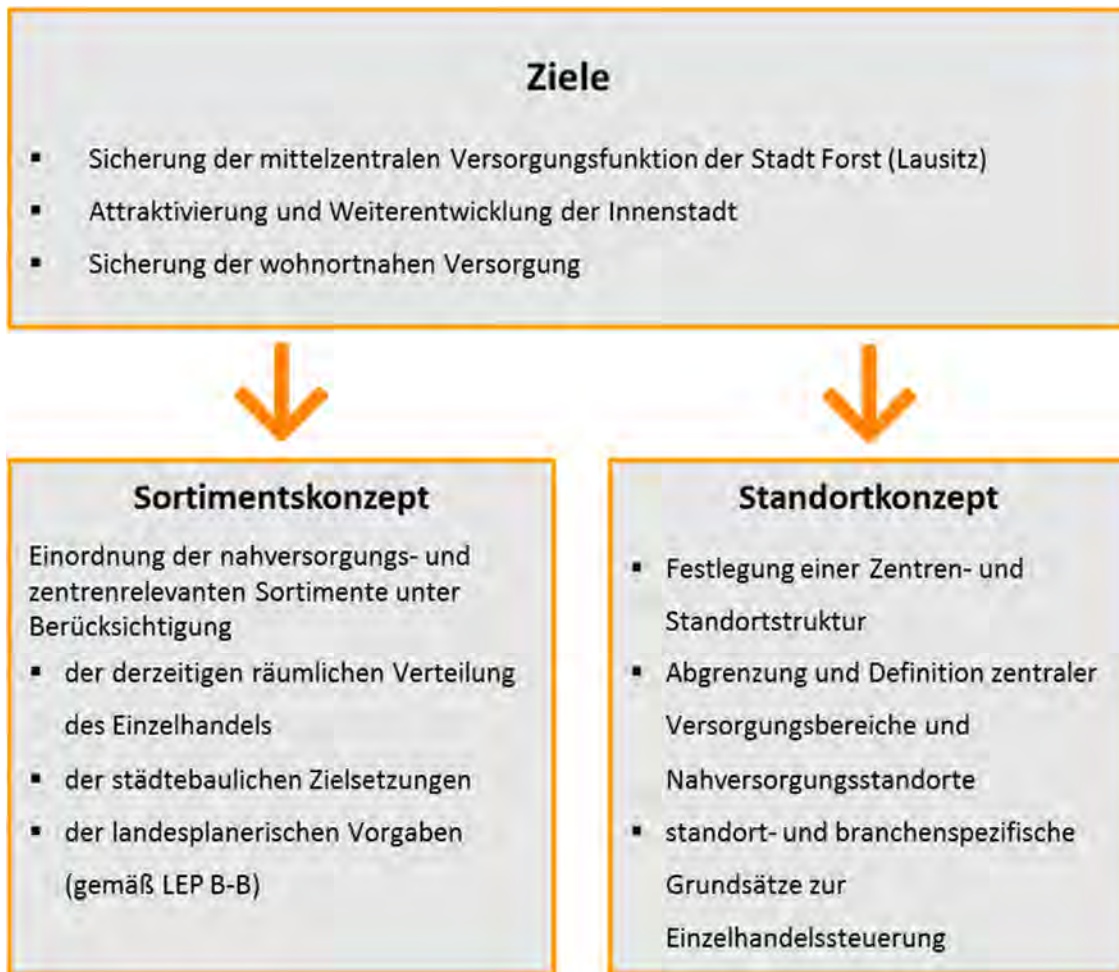 Ziele
▪ Sicherung der mittelzentralen Versorgungsfunktion der Stadt Forst (Lausitz)
▪ Attraktivierung und Weiterentwicklung der Innenstadt
▪ Sicherung der wohnortnahen Versorgung
Sortimentskonzept
Einordnung der nahversorgungs- und
zentrenrelevanten Sortimente unter
Berücksichtigung
▪ der derzeitigen räumlichen Verteilung
des Einzelhandels
▪ der städtebaulichen Zielsetzungen
▪ der landesplanerischen Vorgaben
(gemäß LEP B-B)
Standortkonzept
▪ Festlegung einer Zentren- und
Standortstruktur
▪ Abgrenzung und Definition zentraler
Versorgungsbereiche und
Nahversorgungsstandorte
▪ standort- und branchenspezifische
Grundsätze zur
Einzelhandelssteuerung